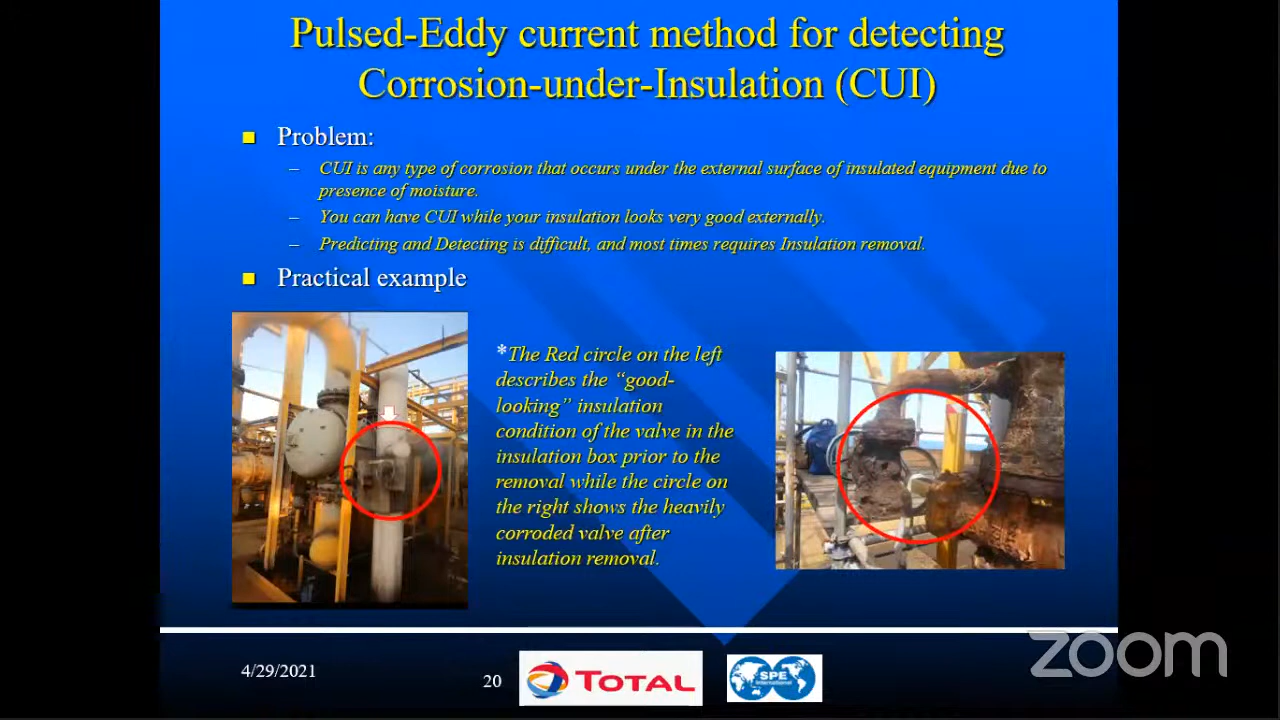 Pulsed-Eddy current method for detecting
Corrosion-under-Insulation (CUI)
Problem:
– CUI is any type of corrosion that occurs under the external surface of insulated equipment due to
presence of moisture.
– You can have CUI while your insulation looks very good externally.
– Predicting and Detecting is difficult, and most times requires Insulation removal.
Practical example
*The Red circle on the left
describes the “good-
looking” insulation
condition of the valve in the
insulation box prior to the
removal while the circle on
the right shows the heavily
corroded valve after
insulation removal.
4/29/2021
20
TOTAL
SPE
International
zoom